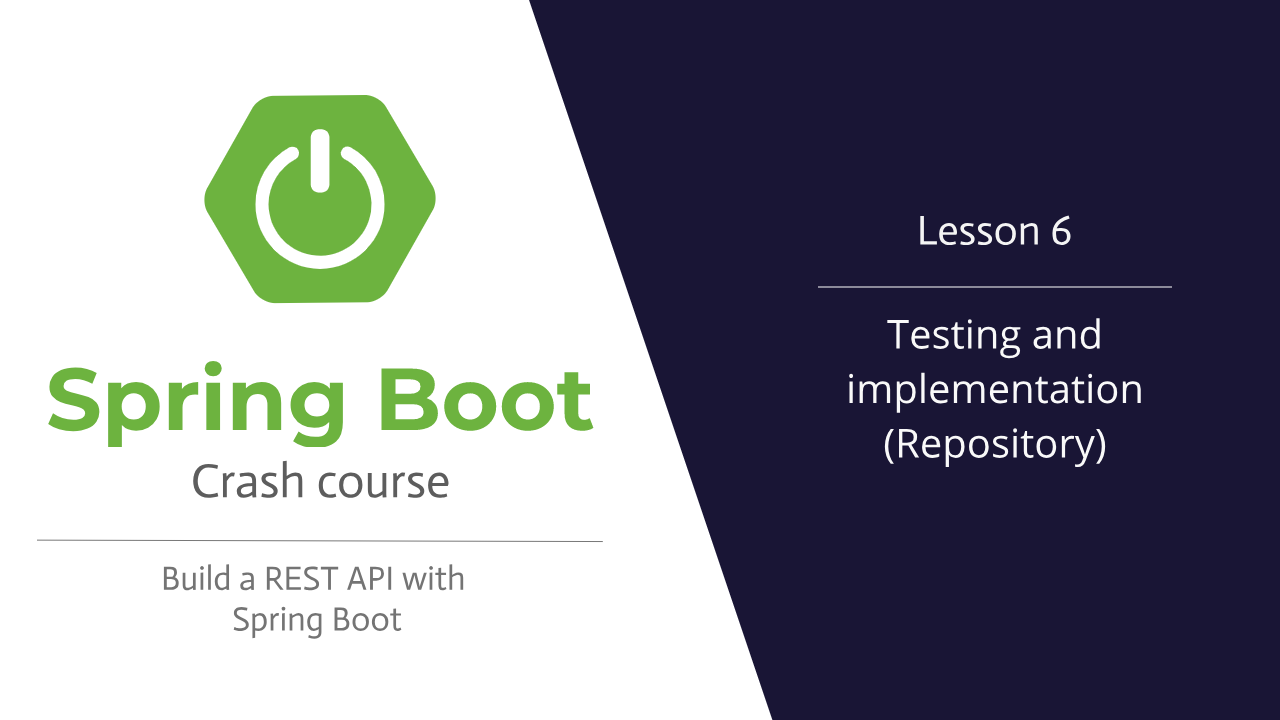 Spring Boot
Crash course
Build a REST API with
Spring Boot
Lesson 6
Testing and
implementation
(Repository)